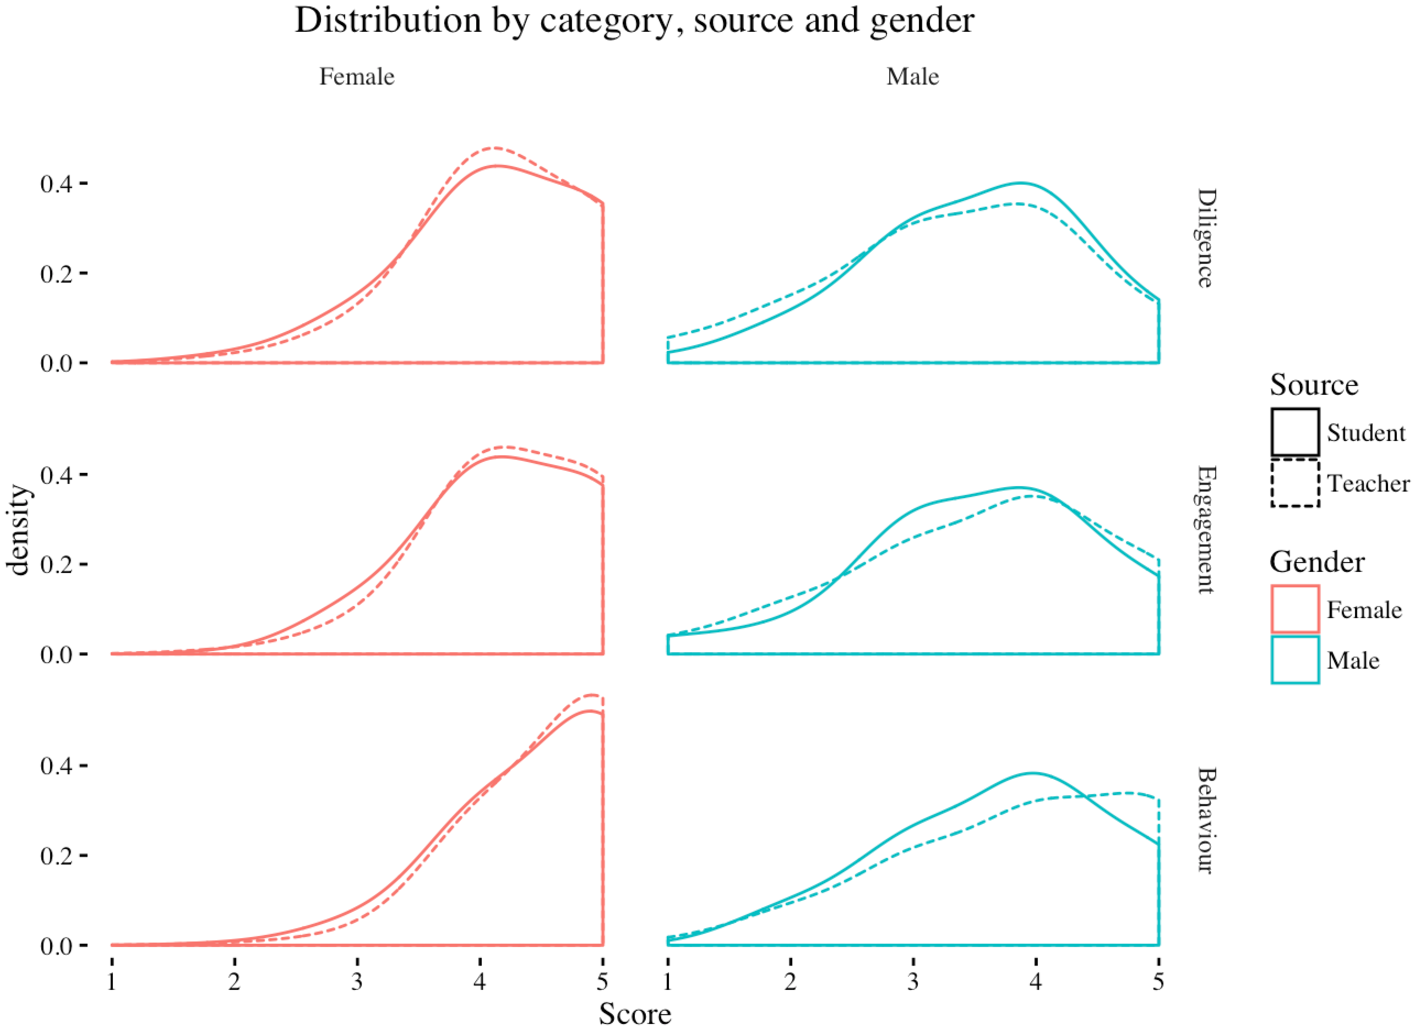 Distribution by category, source and gender
Female
Male
0.4
0.2
0.0
Diligence
0.4
0.2
0.0
Engagement
0.4
0.2
0.0
Behaviour
density
1 2 3 4 5
1 2 3 4 5
Score
Source
Student
Teacher
Gender
Female
Male